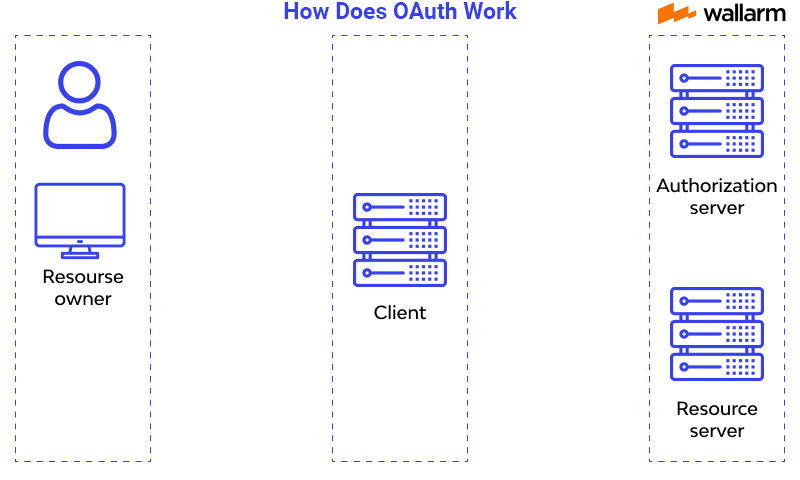 How Does OAuth Work
wallarm
Resourse
owner
Client
Authorization
server
Resource
server